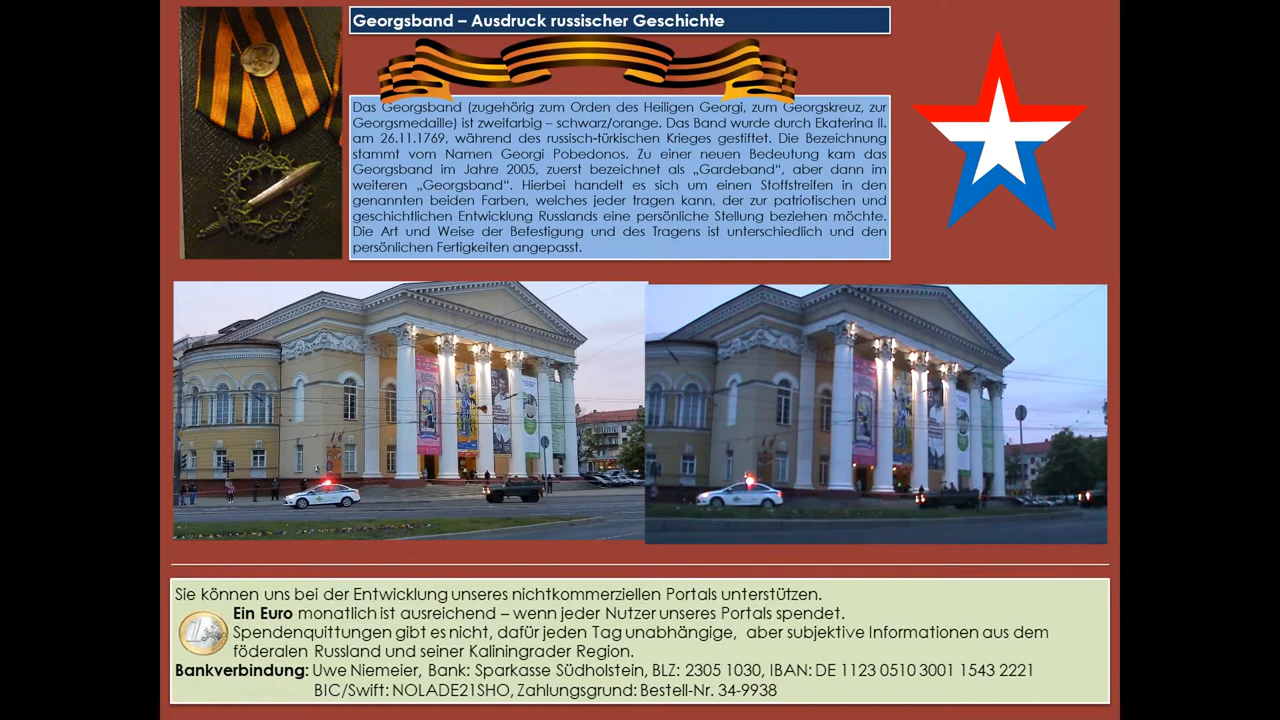 Georgsband – Ausdruck russischer Geschichte
Das Georgsband (zugehörig zum Orden des Heiligen Georgi, zum Georgskreuz, zur
Georgsmedaille) ist zweifarbig – schwarz/orange. Das Band wurde durch Ekaterina II.
am 26.11.1769, während des russisch-türkischen Krieges gestiftet. Die Bezeichnung
stammt vom Namen Georgi Pobedonos. Zu einer neuen Bedeutung kam das
Georgsband im Jahre 2005, zuerst bezeichnet als „Gardeband“, aber dann im
weiteren „Georgsband“. Hierbei handelt es sich um einen Stoffstreifen in den
genannten beiden Farben, welches jeder tragen kann, der zur patriotischen und
geschichtlichen Entwicklung Russlands eine persönliche Stellung beziehen möchte.
Die Art und Weise der Befestigung und des Tragens ist unterschiedlich und den
persönlichen Fertigkeiten angepasst.
Sie können uns bei der Entwicklung unseres nichtkommerziellen Portals unterstützen.
Ein Euro monatlich ist ausreichend – wenn jeder Nutzer unseres Portals spendet.
Spendenquittungen gibt es nicht, dafür jeden Tag unabhängige, aber subjektive Informationen aus dem
föderalen Russland und seiner Kaliningrader Region.
Bankverbindung: Uwe Niemeier, Bank: Sparkasse Südholstein, BLZ: 2305 1030, IBAN: DE 1123 0510 3001 1543 2221
BIC/Swift: NOLADE21SHO, Zahlungsgrund: Bestell-Nr. 34-9938